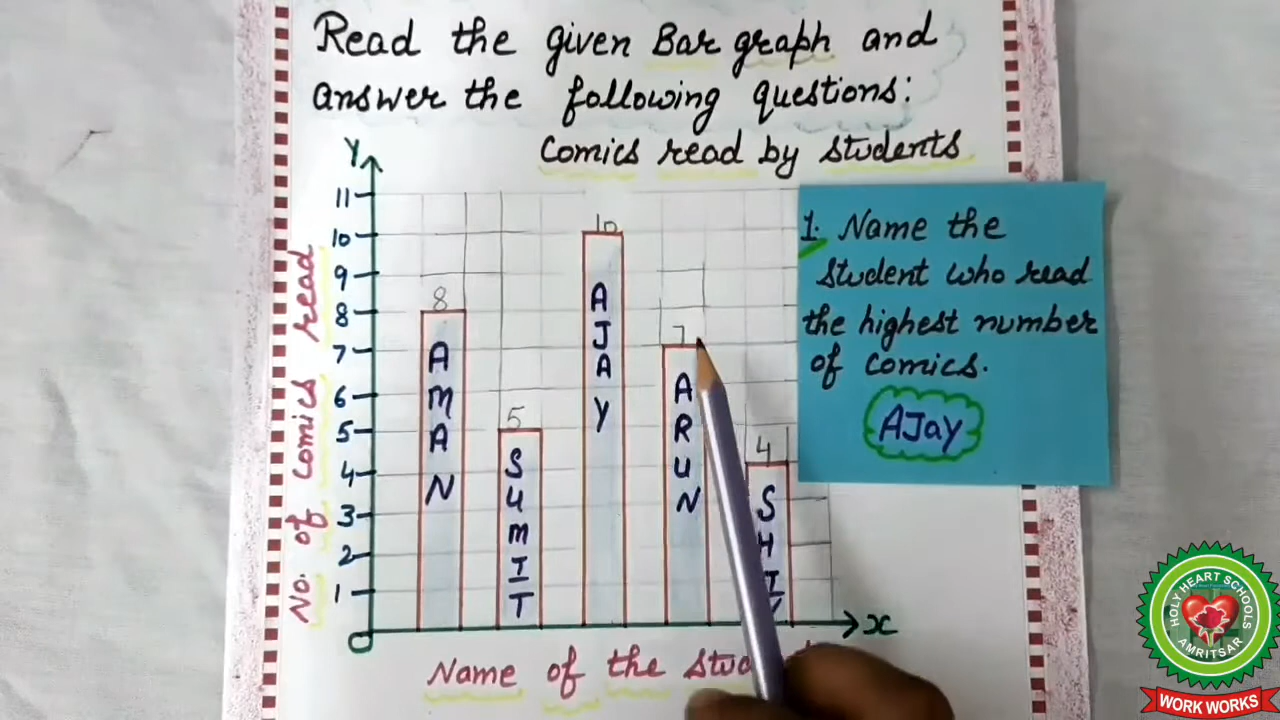 Read the given Bar graph and
answer the following questions:
Comics read by students
Y
11
10
9
8
7
6
5
4
3
2
1
O
x
No. of comics read
8
AMAN
5
SUMIT
10
AJAY
7
ARUN
4
Name of the
1. Name the
student who read
the highest number
of comics.
AJay
HOLY HEART SCHOOLS
AMRITSAR
WORK WORKS